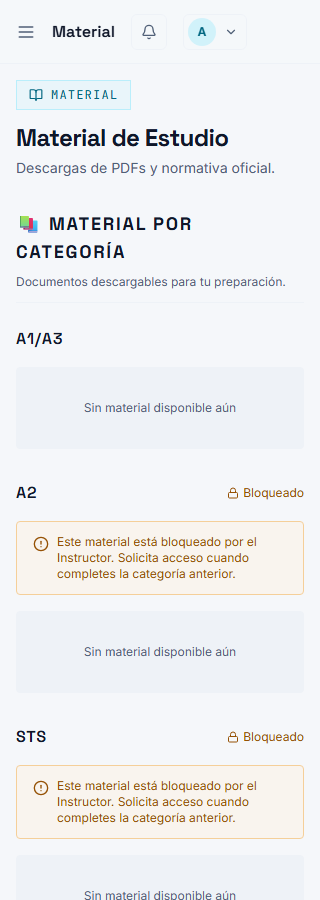 Material
A
MATERIAL
Material de Estudio
Descargas de PDFs y normativa oficial.
MATERIAL POR
CATEGORÍA
Documentos descargables para tu preparación.
A1/A3
Sin material disponible aún
A2
Bloqueado
Este material está bloqueado por el
Instructor. Solicita acceso cuando
completes la categoría anterior.
Sin material disponible aún
STS
Bloqueado
Este material está bloqueado por el
Instructor. Solicita acceso cuando
completes la categoría anterior.
Sin material disponible aún